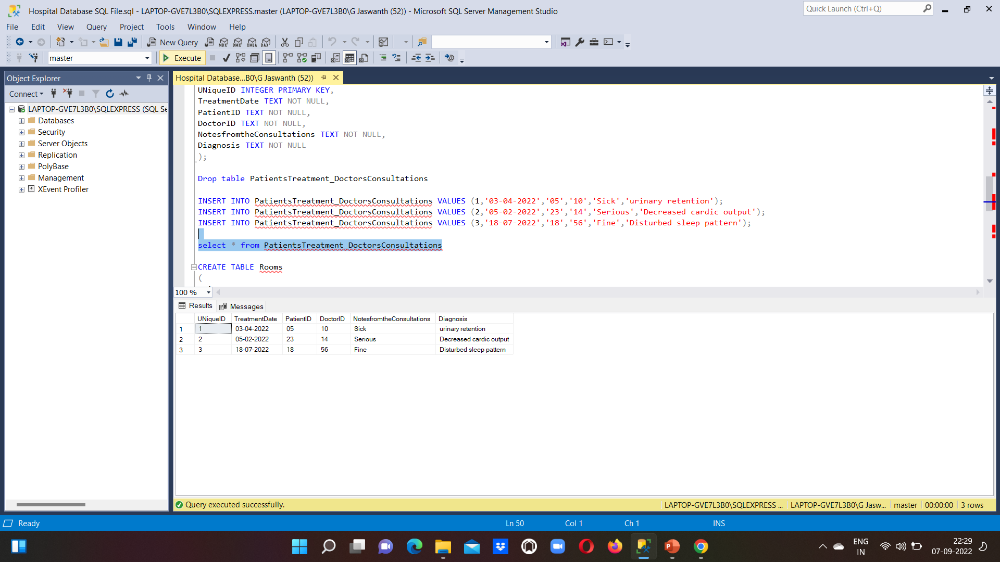 Hospital Database SQL File.sql - LAPTOP-GVE7L3B0\SQLEXPRESS.master (LAPTOP-GVE7L3B0\G Jaswanth (52)) - Microsoft SQL Server Management Studio
Quick Launch (Ctrl+Q)
File Edit View Query Project Tools Window Help
New Query MDX DMX XMLA DAX
master Execute
Object Explorer
Hospital Database...B0\G Jaswanth (52))
Connect
LAPTOP-GVE7L3B0\SQLEXPRESS (SQL Se
Databases
Security
Server Objects
Replication
PolyBase
Management
XEvent Profiler
UNiqueID INTEGER PRIMARY KEY,
TreatmentDate TEXT NOT NULL,
PatientID TEXT NOT NULL,
DoctorID TEXT NOT NULL,
NotesfromtheConsultations TEXT NOT NULL,
Diagnosis TEXT NOT NULL
);
Drop table PatientsTreatment_DoctorsConsultations
INSERT INTO PatientsTreatment_DoctorsConsultations VALUES (1,'03-04-2022','05','10','Sick','urinary retention');
INSERT INTO PatientsTreatment_DoctorsConsultations VALUES (2,'05-02-2022','23','14','Serious','Decreased cardic output');
INSERT INTO PatientsTreatment_DoctorsConsultations VALUES (3,'18-07-2022','18','56','Fine','Disturbed sleep pattern');
select * from PatientsTreatment_DoctorsConsultations
CREATE TABLE Rooms
(
100 %
Results Messages
UNiqueID TreatmentDate PatientID DoctorID NotesfromtheConsultations Diagnosis
1 1 03-04-2022 05 10 Sick urinary retention
2 2 05-02-2022 23 14 Serious Decreased cardic output
3 3 18-07-2022 18 56 Fine Disturbed sleep pattern
Query executed successfully. LAPTOP-GVE7L3B0\SQLEXPRESS ... LAPTOP-GVE7L3B0\G Jasw... master 00:00:00 3 rows
Ready Ln 50 Col 1 Ch 1 INS
ENG
IN
22:29
07-09-2022